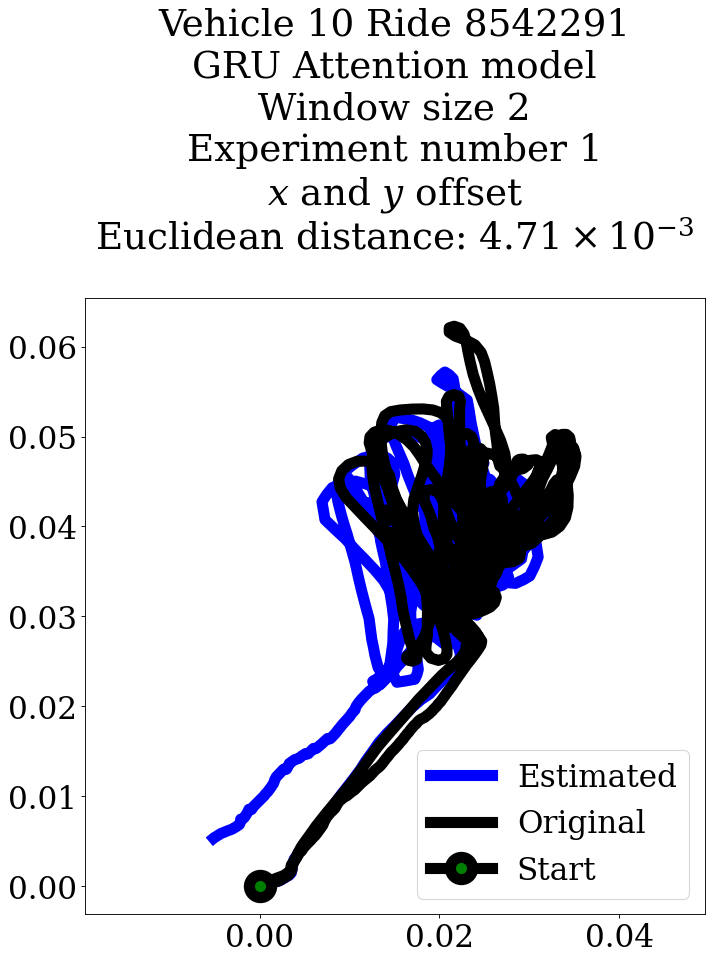 Vehicle 10 Ride 8542291
GRU Attention model
Window size 2
Experiment number 1
x and y offset
Euclidean distance: 4.71 × 10⁻³
0.06
0.05
0.04
0.03
0.02
0.01
0.00
Estimated
Original
Start
0.00 0.02 0.04